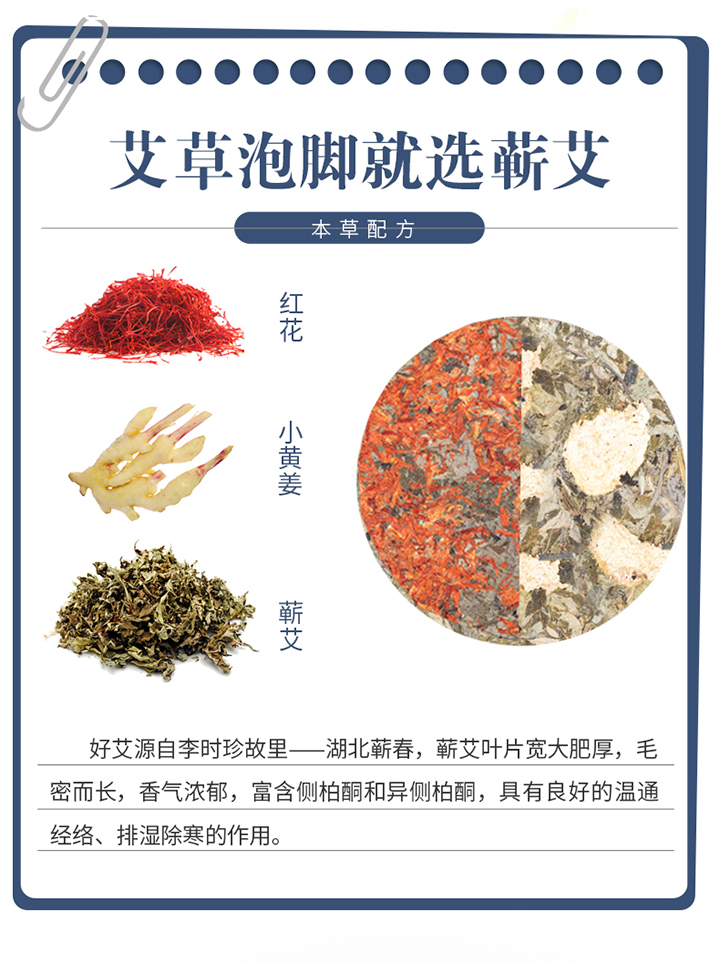 艾草泡脚就选蕲艾
本草配方
红花
小黄姜
蕲艾
好艾源自李时珍故里——湖北蕲春，蕲艾叶片宽大肥厚，毛
密而长，香气浓郁，富含侧柏酮和异侧柏酮，具有良好的温通
经络、排湿除寒的作用。